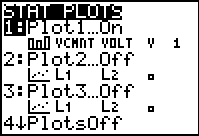 STAT PLOTS
1:Plot1…On
VCMNT VOLT V 1
2:Plot2…Off
L1 L2
3:Plot3…Off
L1 L2
4↓PlotsOff